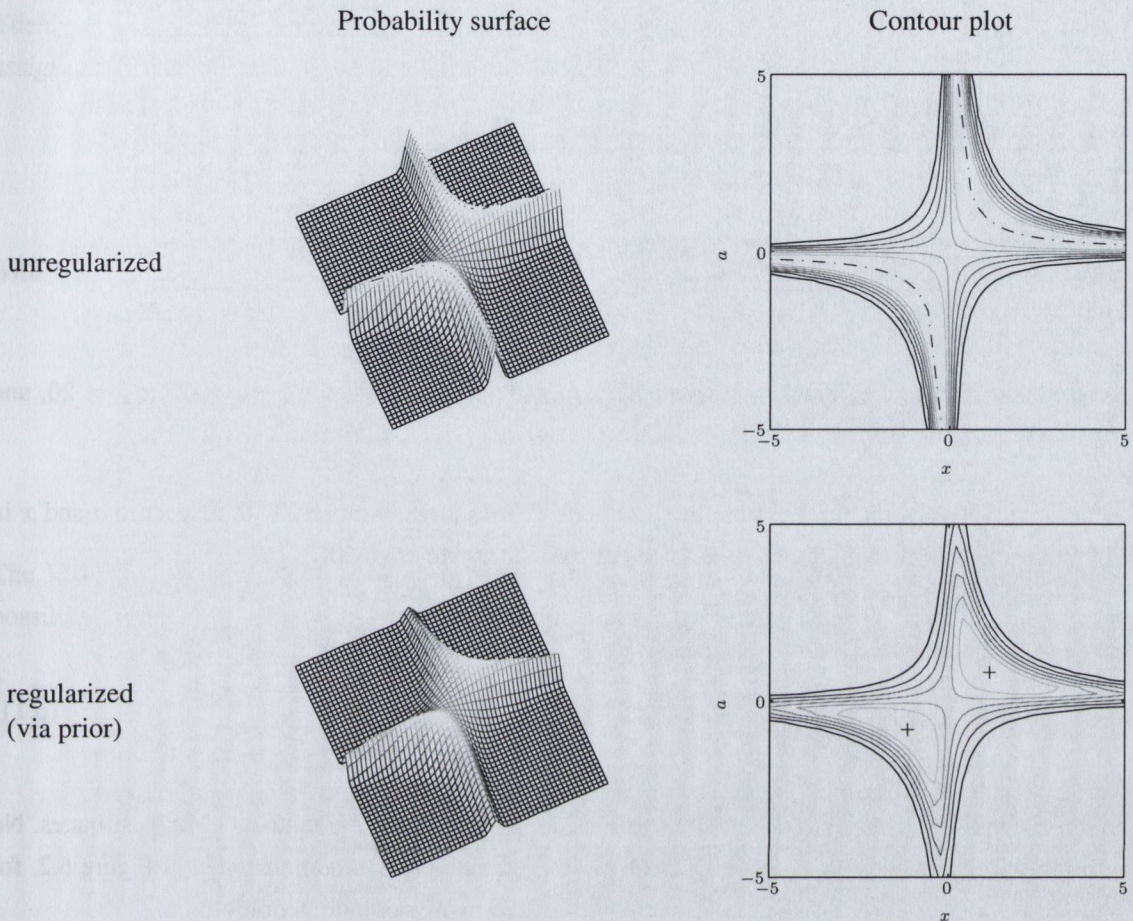 Probability surface
Contour plot
unregularized
5
a
0
−5
−5
0
5
x
regularized
(via prior)
5
a
0
−5
−5
0
5
x